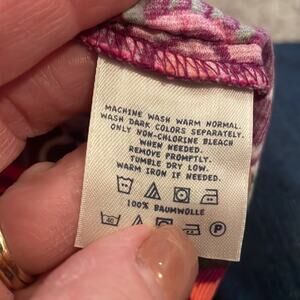 MACHINE WASH WARM NORMAL.
WASH DARK COLORS SEPARATELY.
ONLY NON-CHLORINE BLEACH
WHEN NEEDED.
REMOVE PROMPTLY.
TUMBLE DRY LOW.
WARM IRON IF NEEDED.
100% BAUMWOLLE
40 P